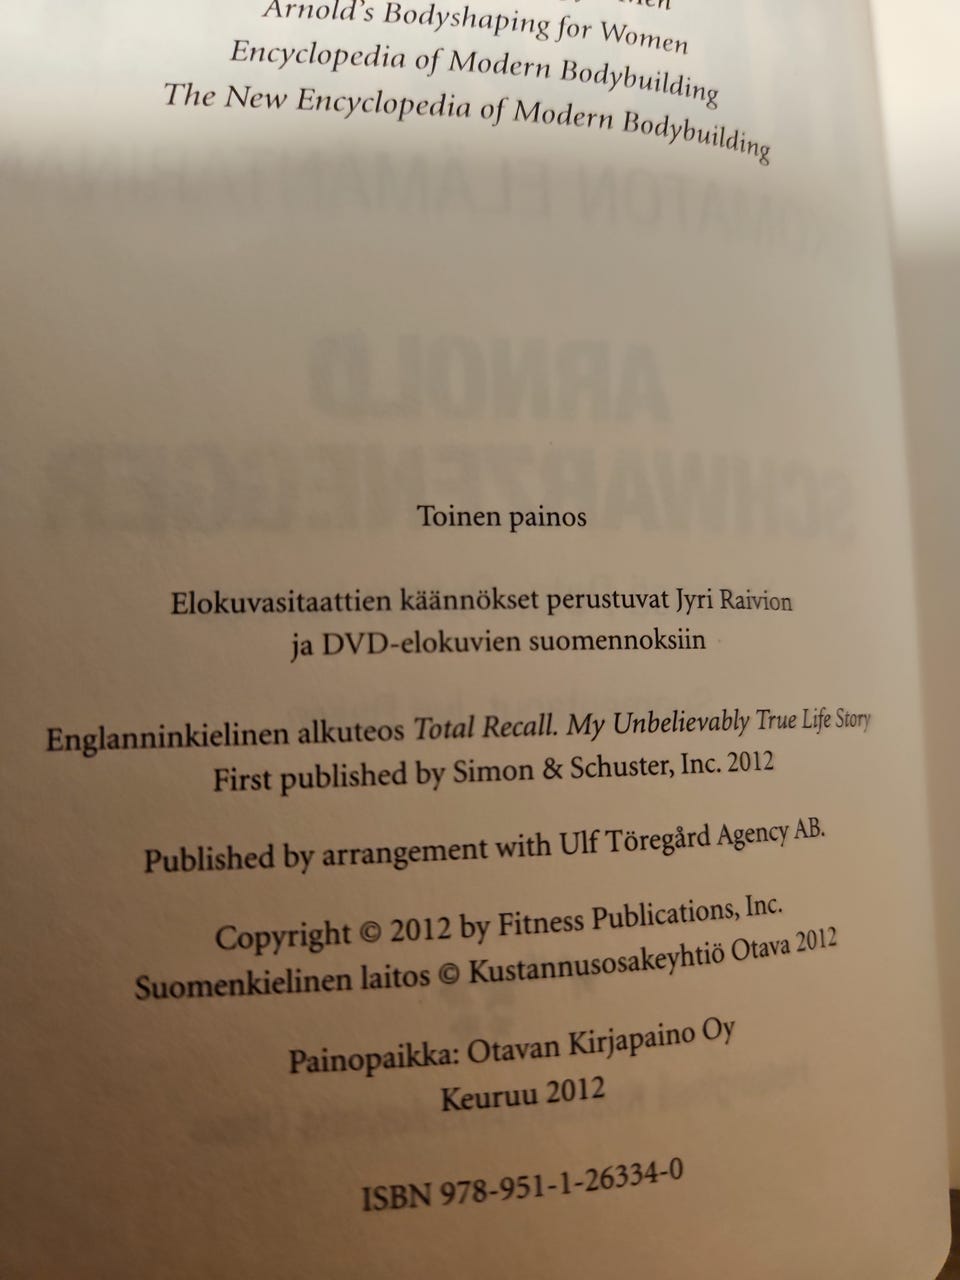 Arnold's Bodyshaping for Women
Encyclopedia of Modern Bodybuilding
The New Encyclopedia of Modern Bodybuilding
ARNOLD
SCHWARZENEGGER
Toinen painos
Elokuvasitaattien käännökset perustuvat Jyri Raivion
ja DVD-elokuvien suomennoksiin
Englanninkielinen alkuteos Total Recall. My Unbelievably True Life Story
First published by Simon & Schuster, Inc. 2012
Published by arrangement with Ulf Töregård Agency AB.
Copyright © 2012 by Fitness Publications, Inc.
Suomenkielinen laitos © Kustannusosakeyhtiö Otava 2012
Painopaikka: Otavan Kirjapaino Oy
Keuruu 2012
ISBN 978-951-1-26334-0